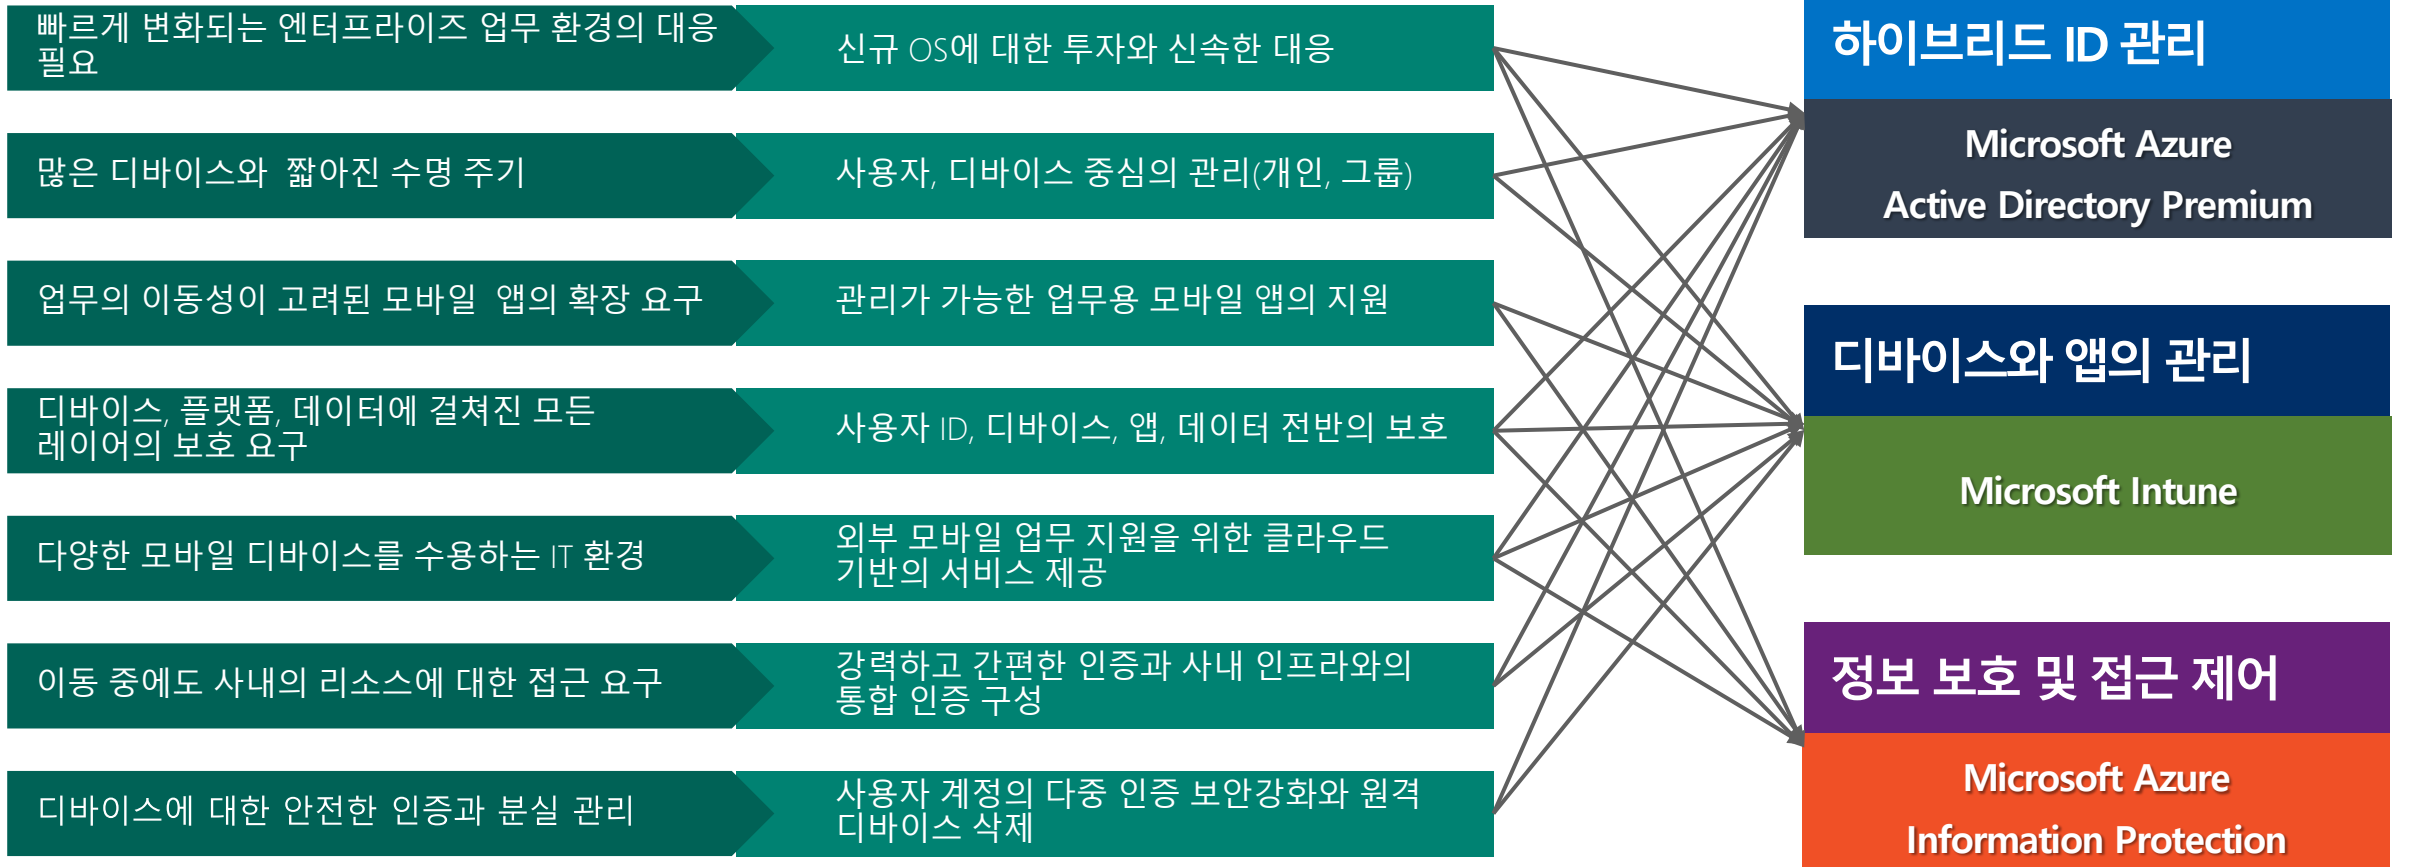 빠르게 변화되는 엔터프라이즈 업무 환경의 대응
필요
신규 OS에 대한 투자와 신속한 대응
많은 디바이스와 짧아진 수명 주기
사용자, 디바이스 중심의 관리(개인, 그룹)
업무의 이동성이 고려된 모바일 앱의 확장 요구
관리가 가능한 업무용 모바일 앱의 지원
디바이스, 플랫폼, 데이터에 걸쳐진 모든
레이어의 보호 요구
사용자 ID, 디바이스, 앱, 데이터 전반의 보호
다양한 모바일 디바이스를 수용하는 IT 환경
외부 모바일 업무 지원을 위한 클라우드
기반의 서비스 제공
이동 중에도 사내의 리소스에 대한 접근 요구
강력하고 간편한 인증과 사내 인프라와의
통합 인증 구성
디바이스에 대한 안전한 인증과 분실 관리
사용자 계정의 다중 인증 보안강화와 원격
디바이스 삭제
하이브리드 ID 관리
Microsoft Azure
Active Directory Premium
디바이스와 앱의 관리
Microsoft Intune
정보 보호 및 접근 제어
Microsoft Azure
Information Protection